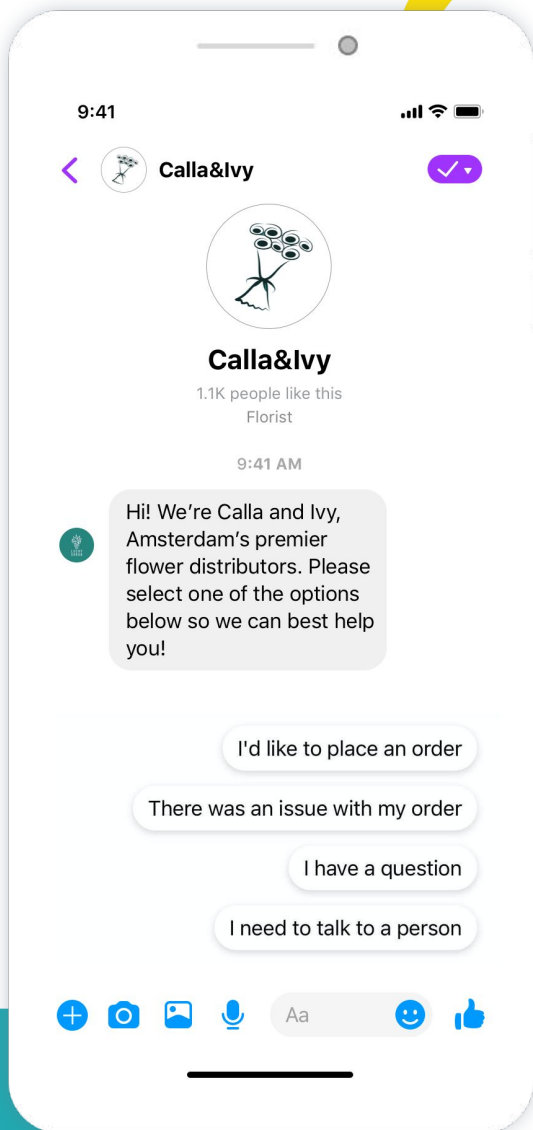 9:41
Calla&Ivy
Calla&Ivy
1.1K people like this
Florist
9:41 AM
Hi! We’re Calla and Ivy,
Amsterdam’s premier
flower distributors. Please
select one of the options
below so we can best help
you!
I'd like to place an order
There was an issue with my order
I have a question
I need to talk to a person
Aa